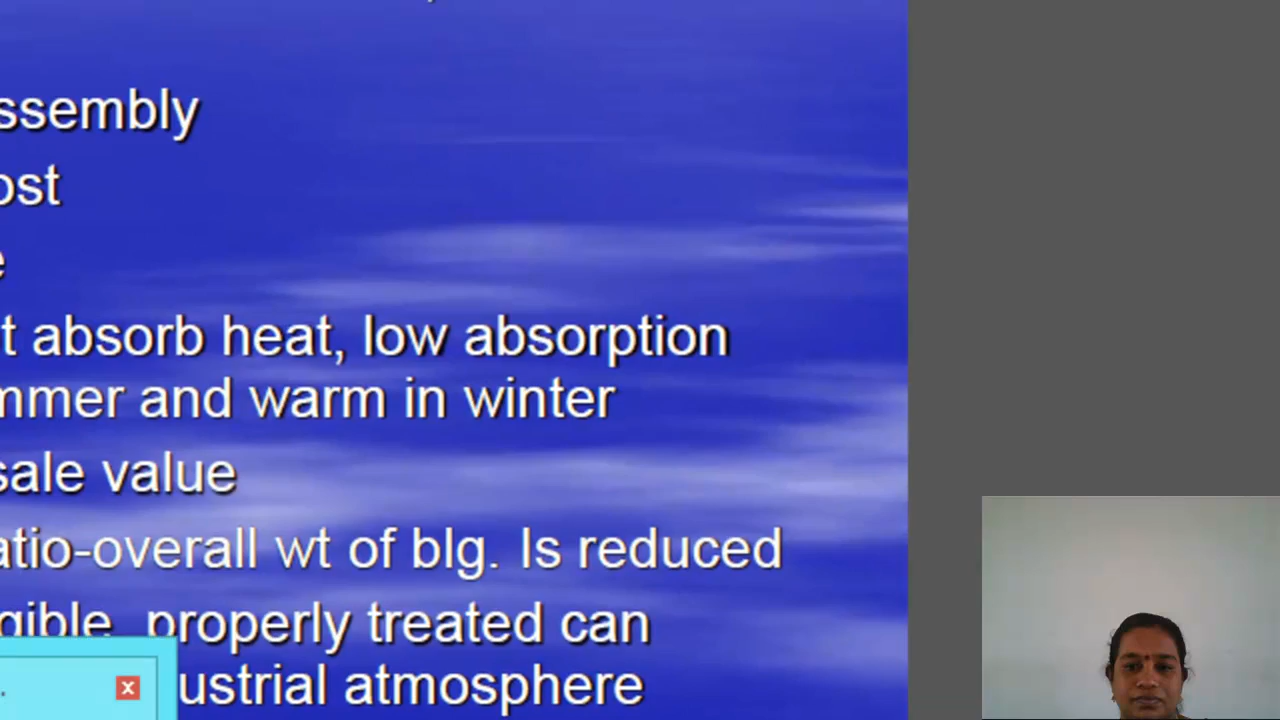 ssembly
ost
e
t absorb heat, low absorption
mmer and warm in winter
sale value
atio-overall wt of blg. Is reduced
gible, properly treated can
ustrial atmosphere